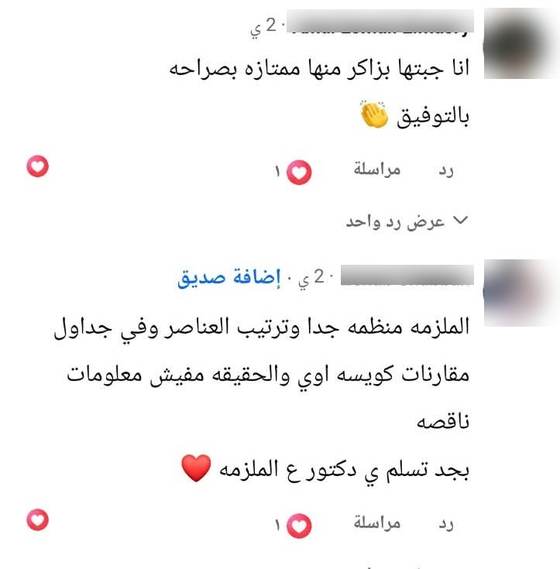 2 ي
انا جبتها بزاكر منها ممتازه بصراحه
بالتوفيق 👏
رد مراسلة ١
عرض رد واحد
2 ي · إضافة صديق
الملزمه منظمه جدا وترتيب العناصر وفي جداول
مقارنات كويسه اوي والحقيقه مفيش معلومات
ناقصه
بجد تسلم ي دكتور ع الملزمه ❤️
رد مراسلة ١